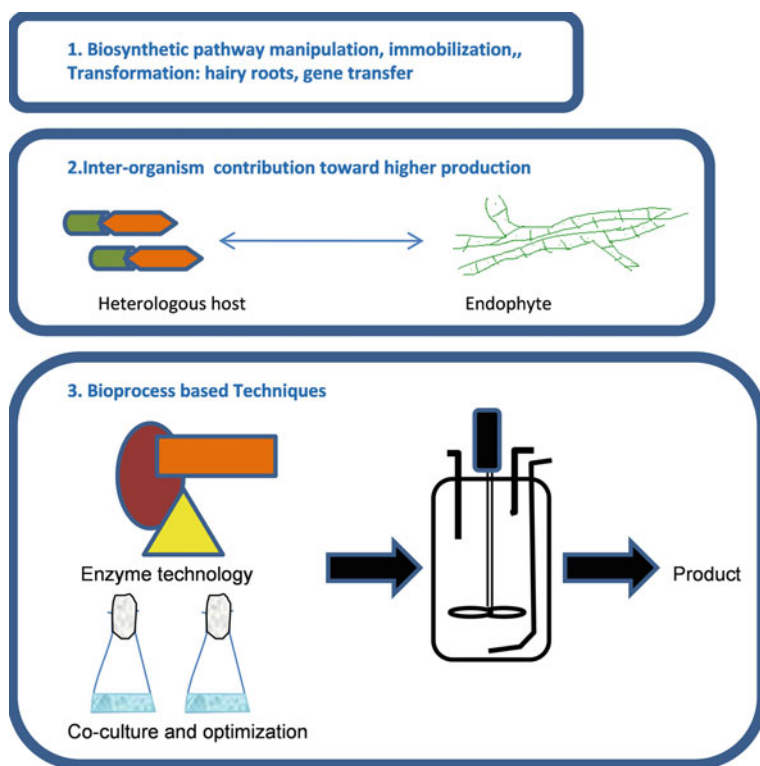 1. Biosynthetic pathway manipulation, immobilization,,
Transformation: hairy roots, gene transfer
2.Inter-organism contribution toward higher production
Heterologous host
Endophyte
3. Bioprocess based Techniques
Enzyme technology
Product
Co-culture and optimization